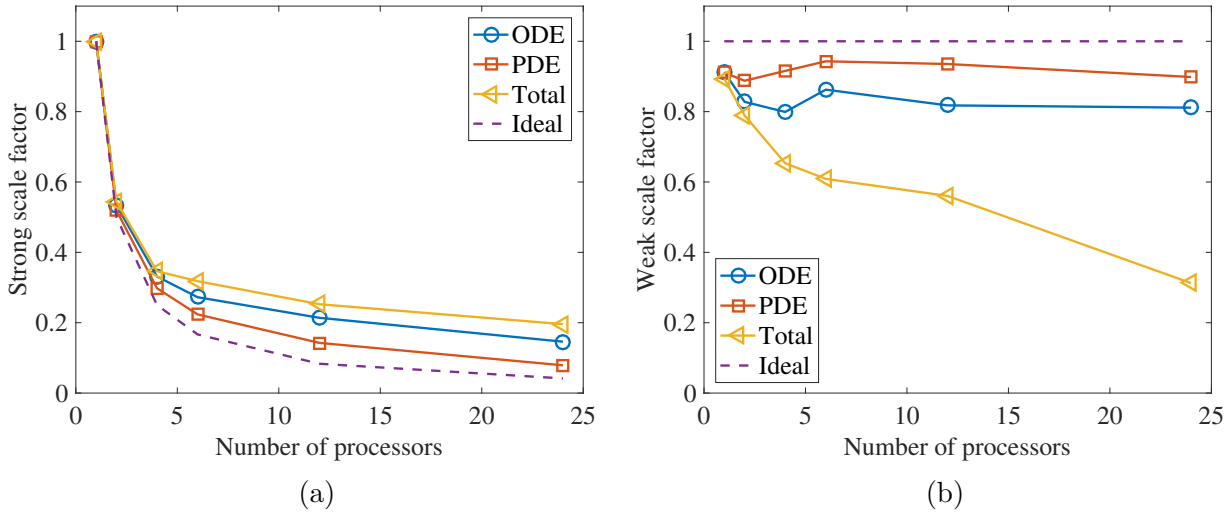 1
0.8
0.6
0.4
0.2
0
Strong scale factor
ODE
PDE
Total
Ideal
0 5 10 15 20 25
Number of processors
(a)
1
0.8
0.6
0.4
0.2
0
Weak scale factor
ODE
PDE
Total
Ideal
0 5 10 15 20 25
Number of processors
(b)